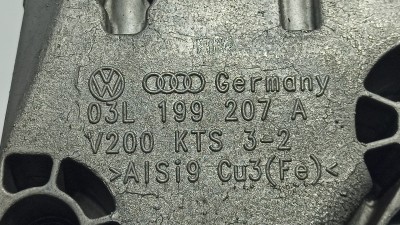 Germany
03L 199 207 A
V200 KTS 3-2
>AlSi9 Cu3(Fe)<